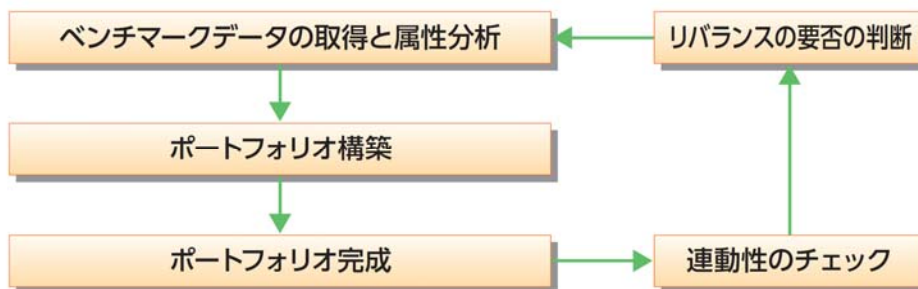 ベンチマークデータの取得と属性分析
リバランスの要否の判断
ポートフォリオ構築
ポートフォリオ完成
連動性のチェック